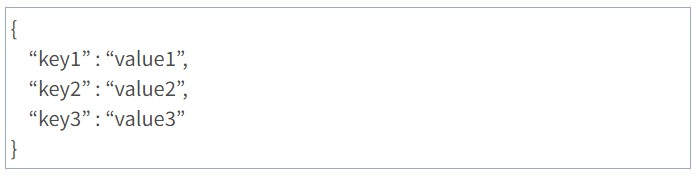 {
“key1” : “value1”,
“key2” : “value2”,
“key3” : “value3”
}